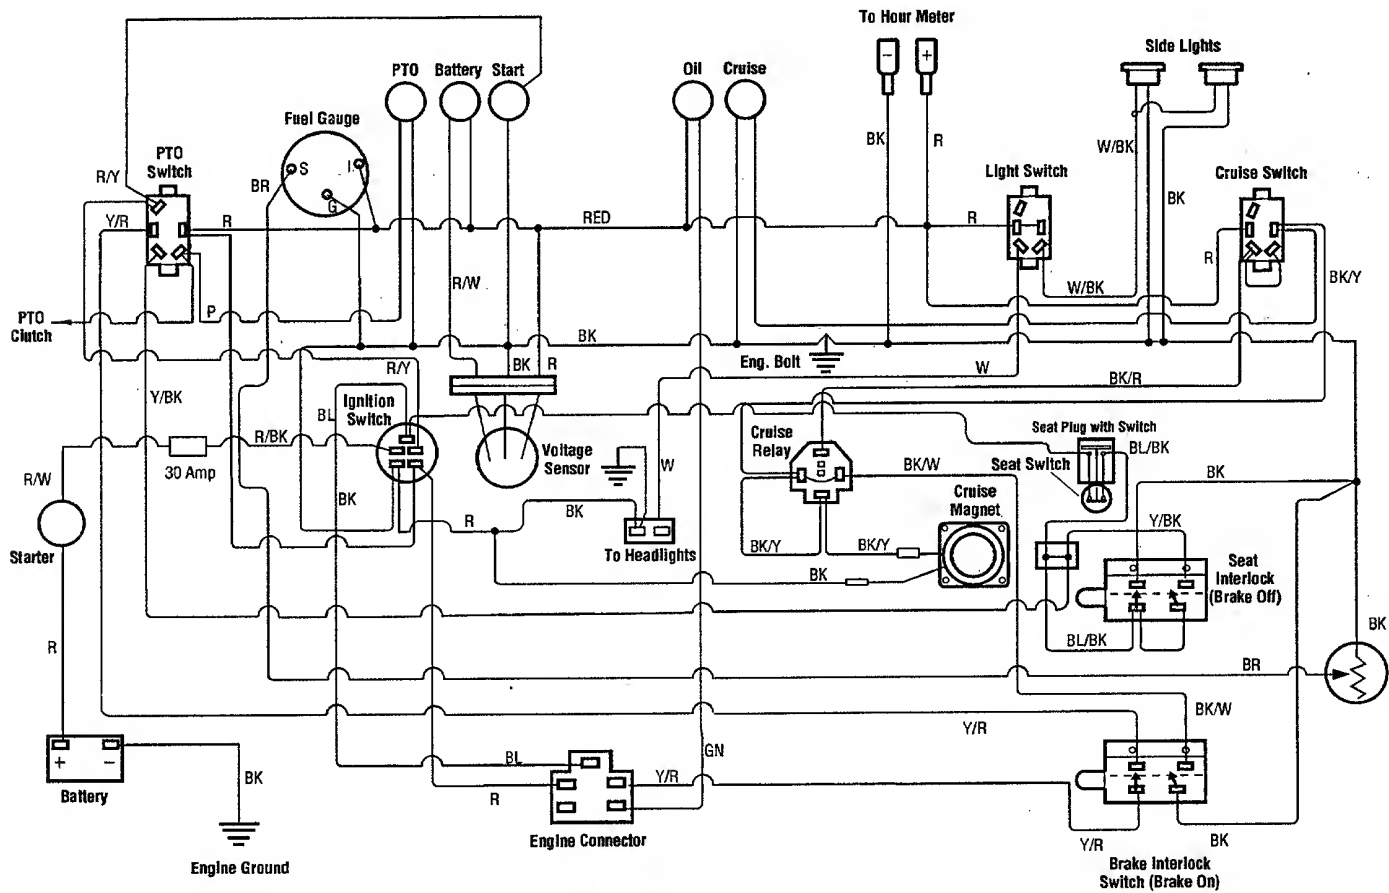 To Hour Meter
Side Lights
PTO
Battery
Start
Oil
Cruise
−
+
Fuel Gauge
PTO
Switch
R/Y
S
I
BR
G
BK
R
W/BK
Light Switch
Cruise Switch
BK
Y/R
R
RED
R
R
BK/Y
R/W
W/BK
PTO
Clutch
P
BK
Eng. Bolt
BK
R
R/Y
W
BK/R
Y/BK
Ignition
Switch
BL
R/BK
Voltage
Sensor
Cruise
Relay
Seat Plug with Switch
BL/BK
Seat Switch
BK/W
BK
30 Amp
W
R/W
BK
Cruise
Magnet
Y/BK
R
BK
Starter
To Headlights
BK/Y
BK/Y
BK
Seat
Interlock
(Brake Off)
BK
R
BL/BK
BR
BK/W
Y/R
GN
+
−
BK
BL
Y/R
Battery
R
Engine Connector
Engine Ground
Y/R
BK
Brake Interlock
Switch (Brake On)